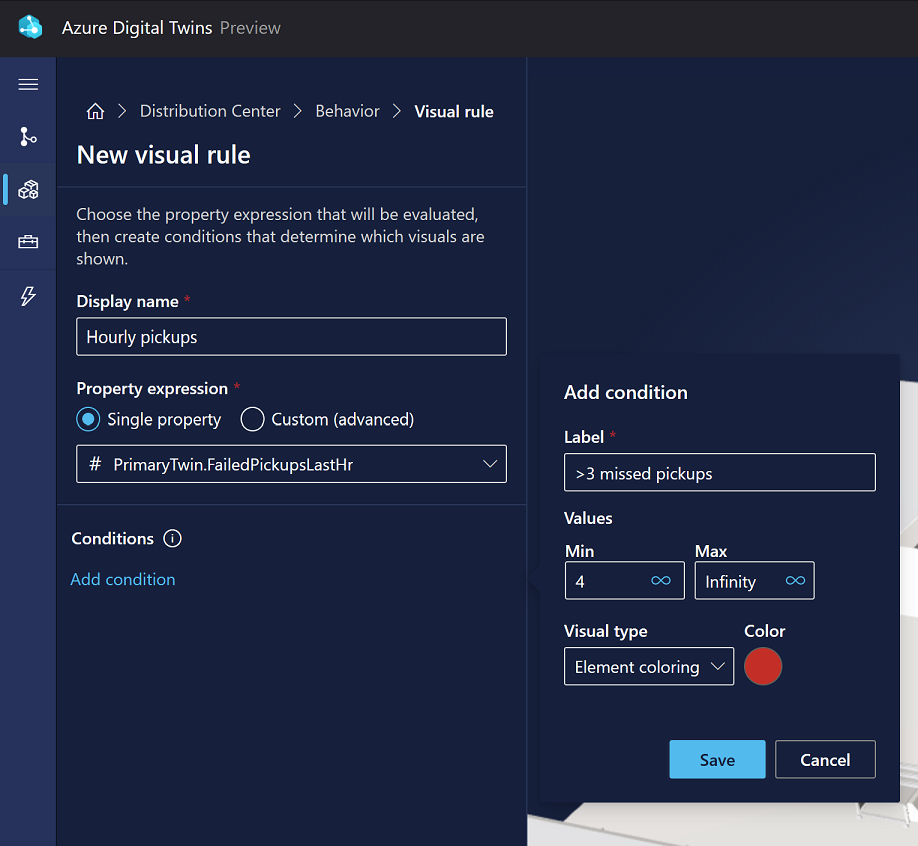 Azure Digital Twins Preview
Distribution Center > Behavior > Visual rule
New visual rule
Choose the property expression that will be evaluated,
then create conditions that determine which visuals are
shown.
Display name *
Hourly pickups
Property expression *
Single property Custom (advanced)
# PrimaryTwin.FailedPickupsLastHr
Conditions
Add condition
Add condition
Label *
>3 missed pickups
Values
Min Max
4 ∞ Infinity ∞
Visual type Color
Element coloring
Save Cancel